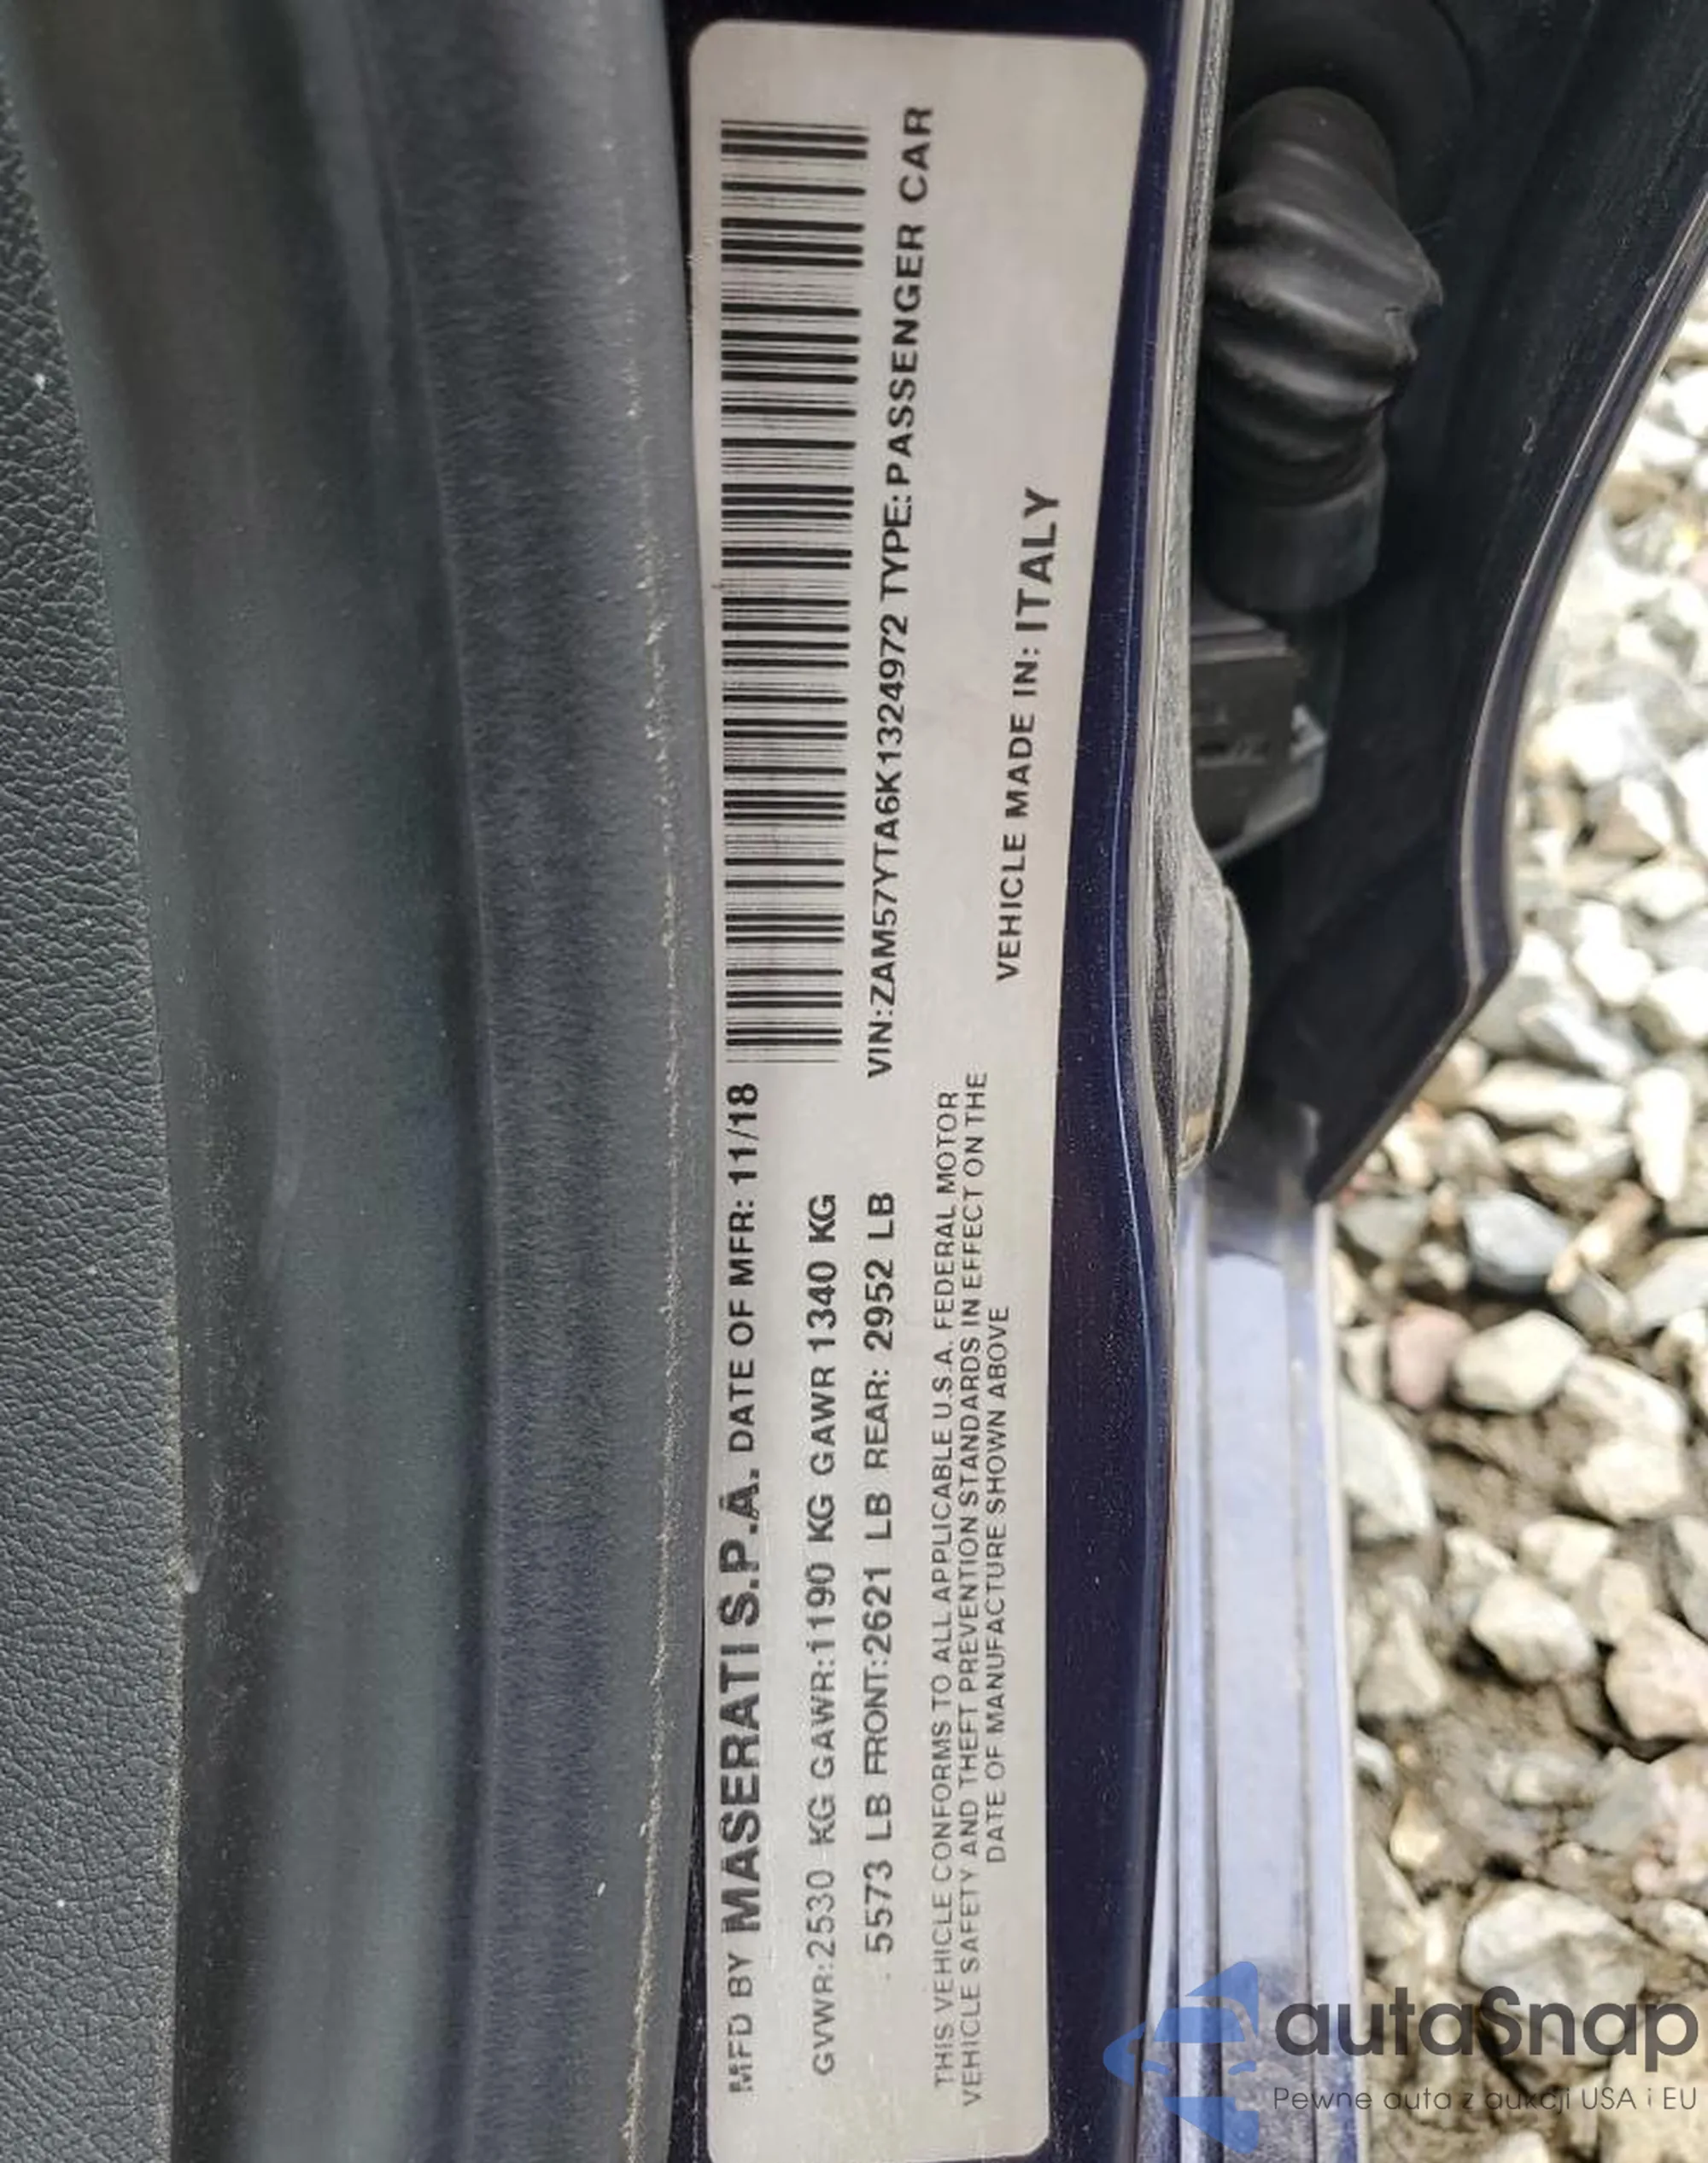 MFD BY MASERATI S.P.A. DATE OF MFR: 11/18
GVWR:2530 KG GAWR:1190 KG GAWR 1340 KG
5573 LB FRONT:2621 LB REAR: 2952 LB
VIN:ZAM57YTA6K1324972 TYPE:PASSENGER CAR
THIS VEHICLE CONFORMS TO ALL APPLICABLE U.S.A. FEDERAL MOTOR
VEHICLE SAFETY AND THEFT PREVENTION STANDARDS IN EFFECT ON THE
DATE OF MANUFACTURE SHOWN ABOVE
VEHICLE MADE IN: ITALY
autaSnap
Pewne auta z aukcji USA i EU